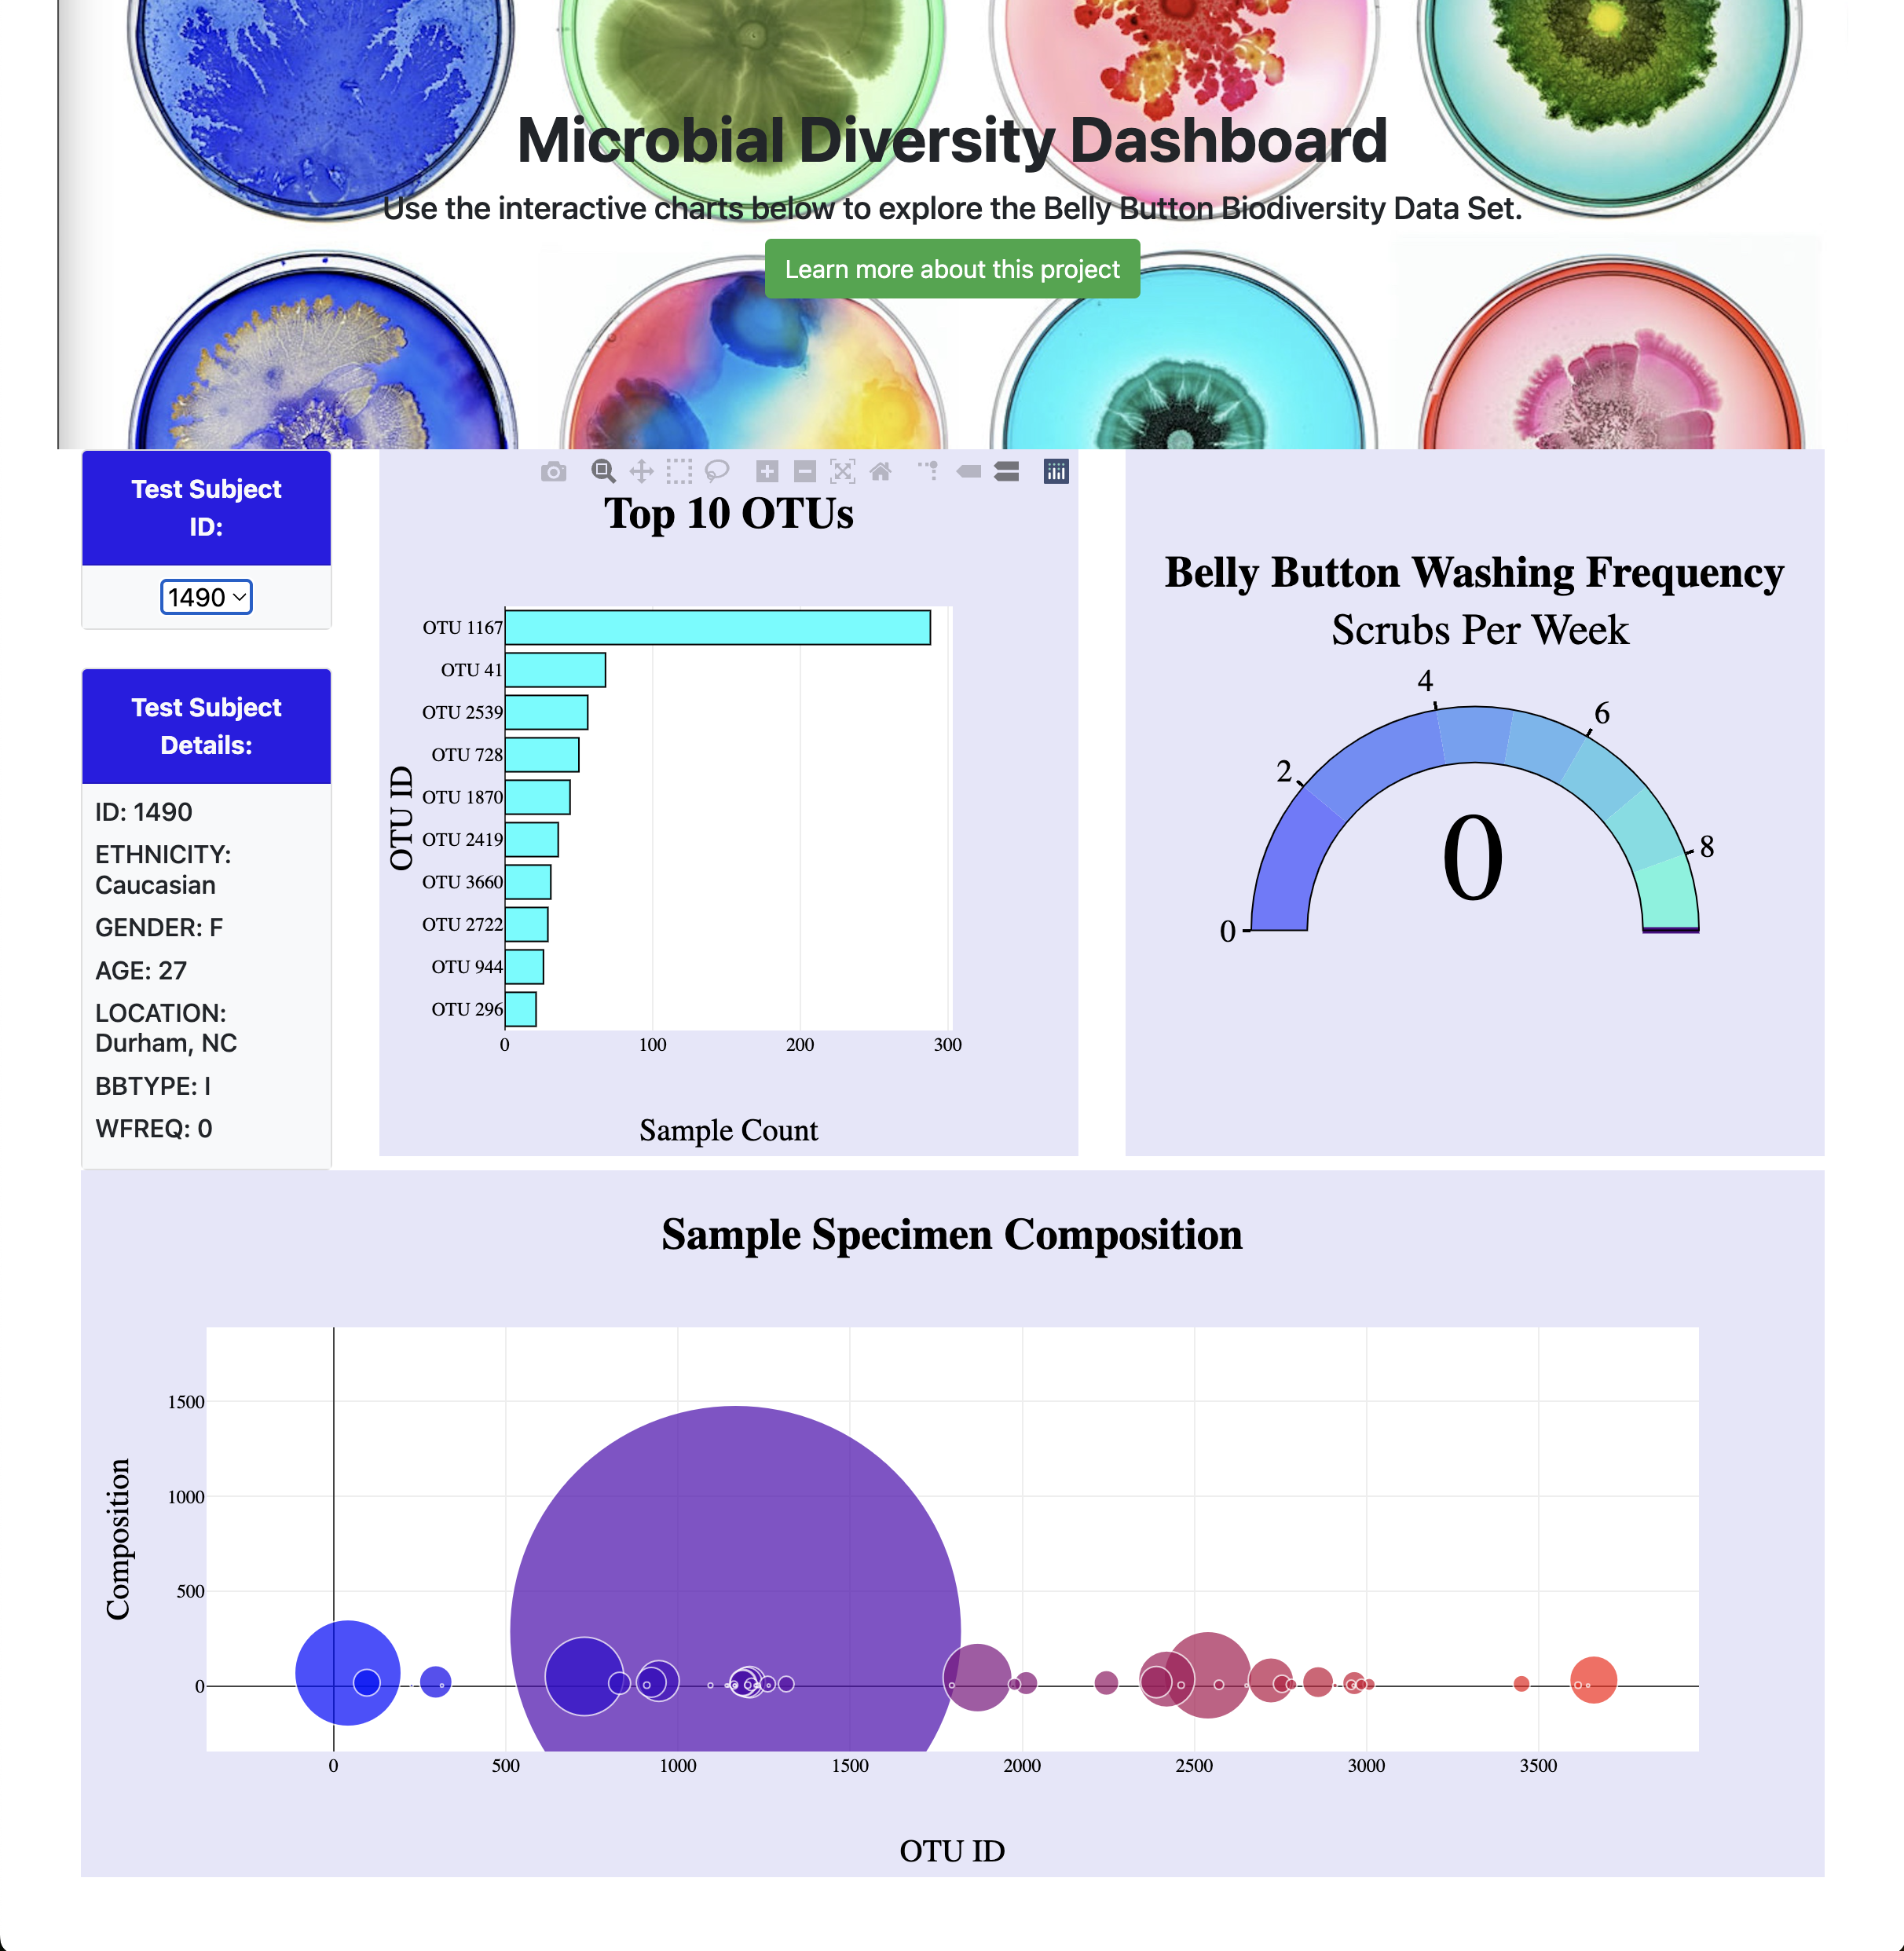 Microbial Diversity Dashboard
Use the interactive charts below to explore the Belly Button Biodiversity Data Set.
Learn more about this project
Test Subject
ID:
1490
Test Subject
Details:
ID: 1490
ETHNICITY:
Caucasian
GENDER: F
AGE: 27
LOCATION:
Durham, NC
BBTYPE: I
WFREQ: 0
Top 10 OTUs
OTU ID
OTU 1167
OTU 41
OTU 2539
OTU 728
OTU 1870
OTU 2419
OTU 3660
OTU 2722
OTU 944
OTU 296
0 100 200 300
Sample Count
Belly Button Washing Frequency
Scrubs Per Week
0
2
4
6
8
0
Sample Specimen Composition
Composition
1500
1000
500
0
0 500 1000 1500 2000 2500 3000 3500
OTU ID